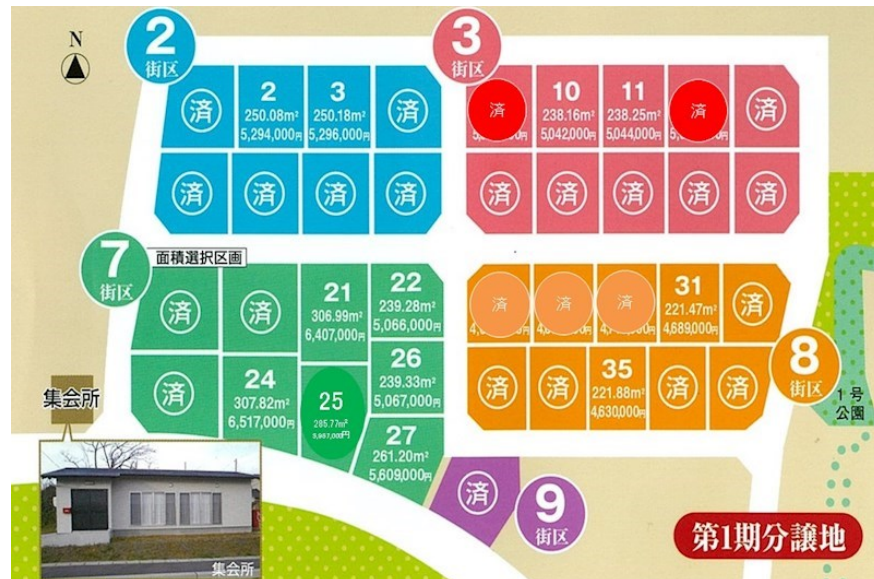 N
2
街区
3
街区
済
2
250.08m²
5,294,000円
3
250.18m²
5,296,000円
済
済
済
済
済
済
10
238.16m²
5,042,000円
11
238.25m²
5,044,000円
済
済
済
済
済
済
済
7
街区
面積選択区画
済
済
21
306.99m²
6,407,000円
22
239.28m²
5,066,000円
済
24
307.82m²
6,517,000円
25
285.77m²
26
239.33m²
5,067,000円
27
261.20m²
5,609,000円
済
済
済
31
221.47m²
4,689,000円
済
済
済
35
221.88m²
4,630,000円
済
済
8
街区
1号
公園
集会所
集会所
済
9
街区
第1期分譲地